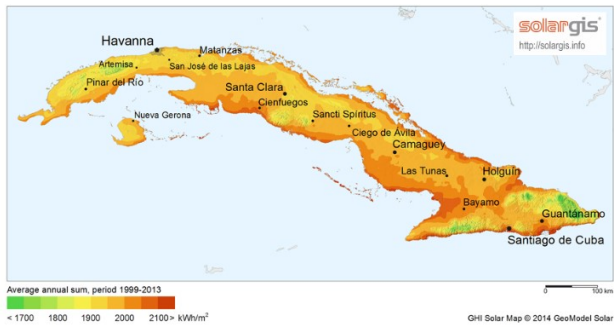 solargis
http://solargis.info
Havanna
Matanzas
Artemisa
San José de las Lajas
Pinar del Río
Santa Clara
Cienfuegos
Nueva Gerona
Sancti Spíritus
Ciego de Ávila
Camaguey
Las Tunas
Holguín
Bayamo
Guantánamo
Santiago de Cuba
Average annual sum, period 1999-2013
0 100 km
< 1700 1800 1900 2000 2100> kWh/m²
GHI Solar Map © 2014 GeoModel Solar